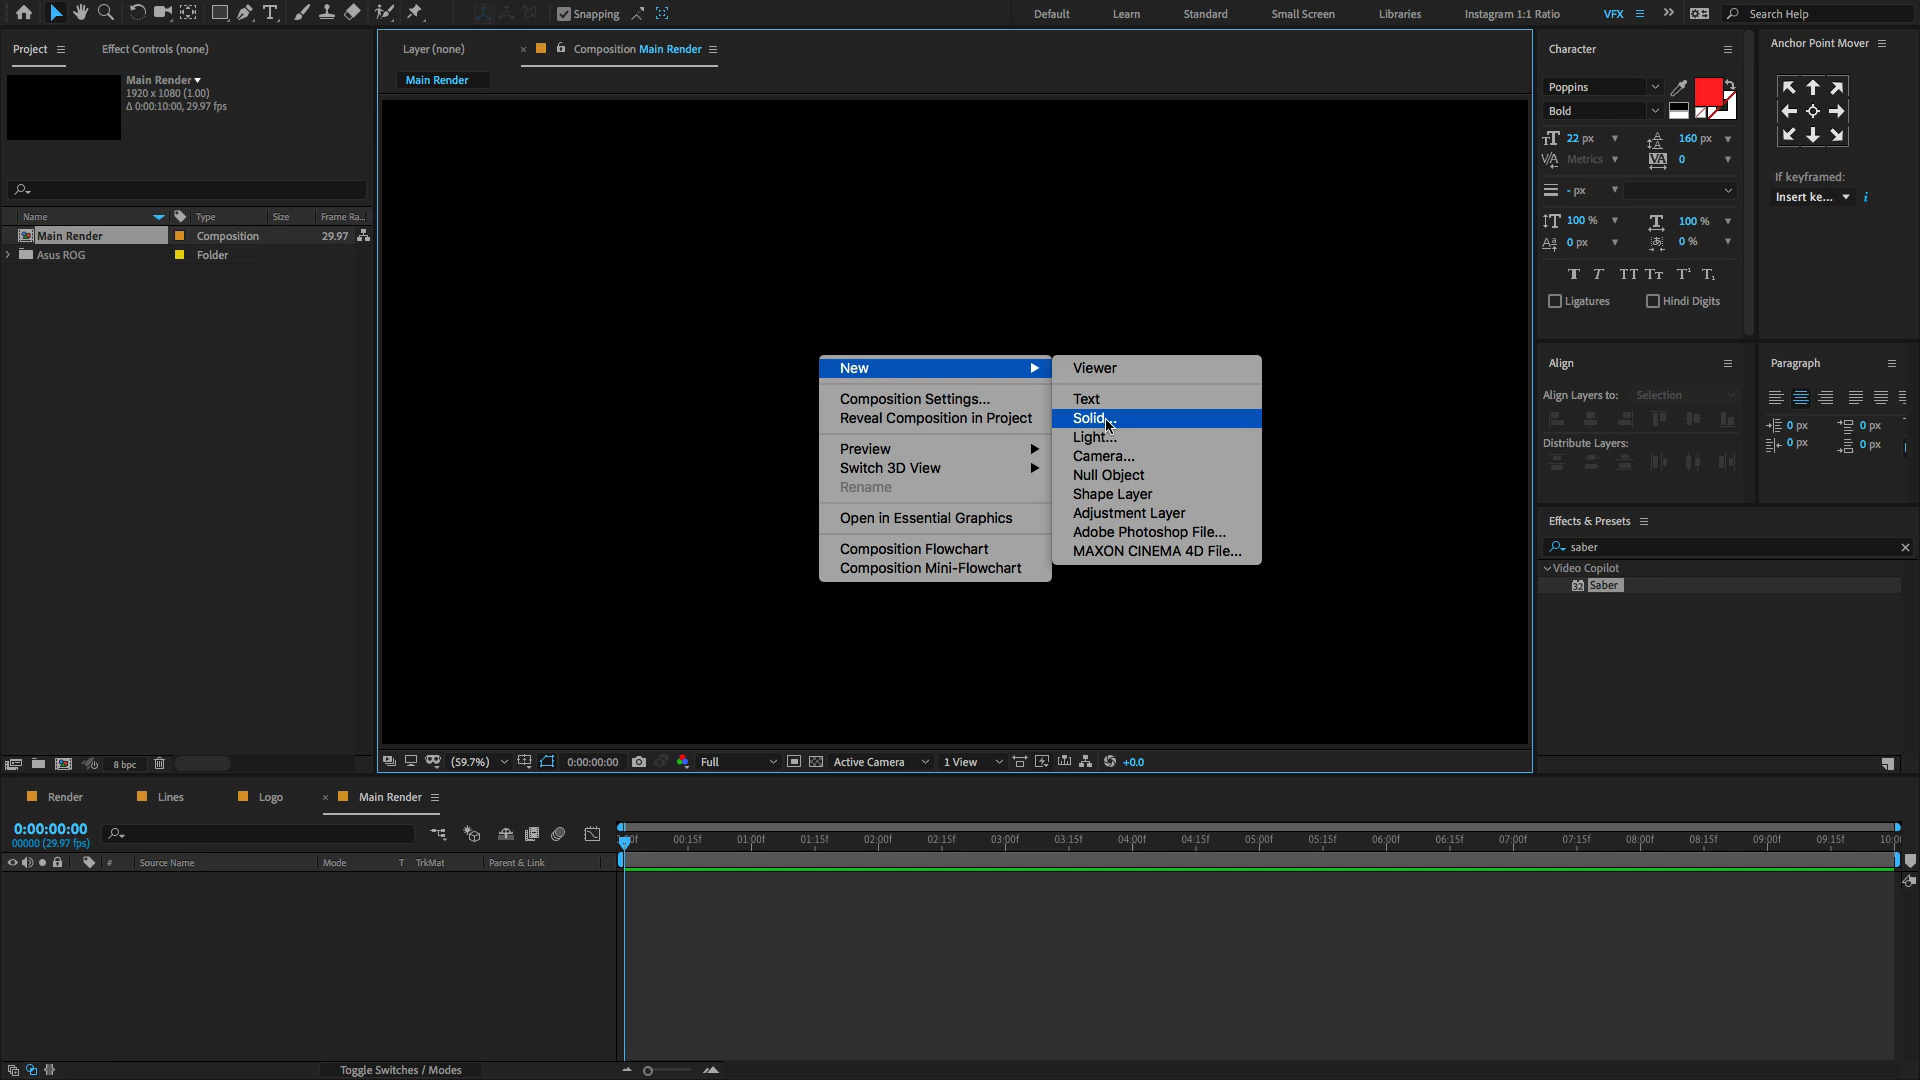 Snapping
Default
Learn
Standard
Small Screen
Libraries
Instagram 1:1 Ratio
VFX
Search Help
Project
Effect Controls (none)
Main Render
1920 x 1080 (1.00)
Δ 0:00:10:00, 29.97 fps
Name
Type
Size
Frame Ra...
Main Render
Composition
29.97
Asus ROG
Folder
8 bpc
Layer (none)
Composition Main Render
Main Render
New
Composition Settings...
Reveal Composition in Project
Preview
Switch 3D View
Rename
Open in Essential Graphics
Composition Flowchart
Composition Mini-Flowchart
Viewer
Text
Solid...
Light...
Camera...
Null Object
Shape Layer
Adjustment Layer
Adobe Photoshop File...
MAXON CINEMA 4D File...
(59.7%)
0:00:00:00
Full
Active Camera
1 View
+0.0
Character
Poppins
Bold
22 px
160 px
Metrics
0
- px
100 %
100 %
0 px
0 %
Ligatures
Hindi Digits
Anchor Point Mover
If keyframed:
Insert ke...
Align
Align Layers to:
Selection
Distribute Layers:
Paragraph
0 px
0 px
0 px
0 px
Effects & Presets
saber
Video Copilot
Saber
Render
Lines
Logo
Main Render
0:00:00:00
00000 (29.97 fps)
#
Source Name
Mode
T TrkMat
Parent & Link
00:15f
01:00f
01:15f
02:00f
02:15f
03:00f
03:15f
04:00f
04:15f
05:00f
05:15f
06:00f
06:15f
07:00f
07:15f
08:00f
08:15f
09:00f
09:15f
Toggle Switches / Modes